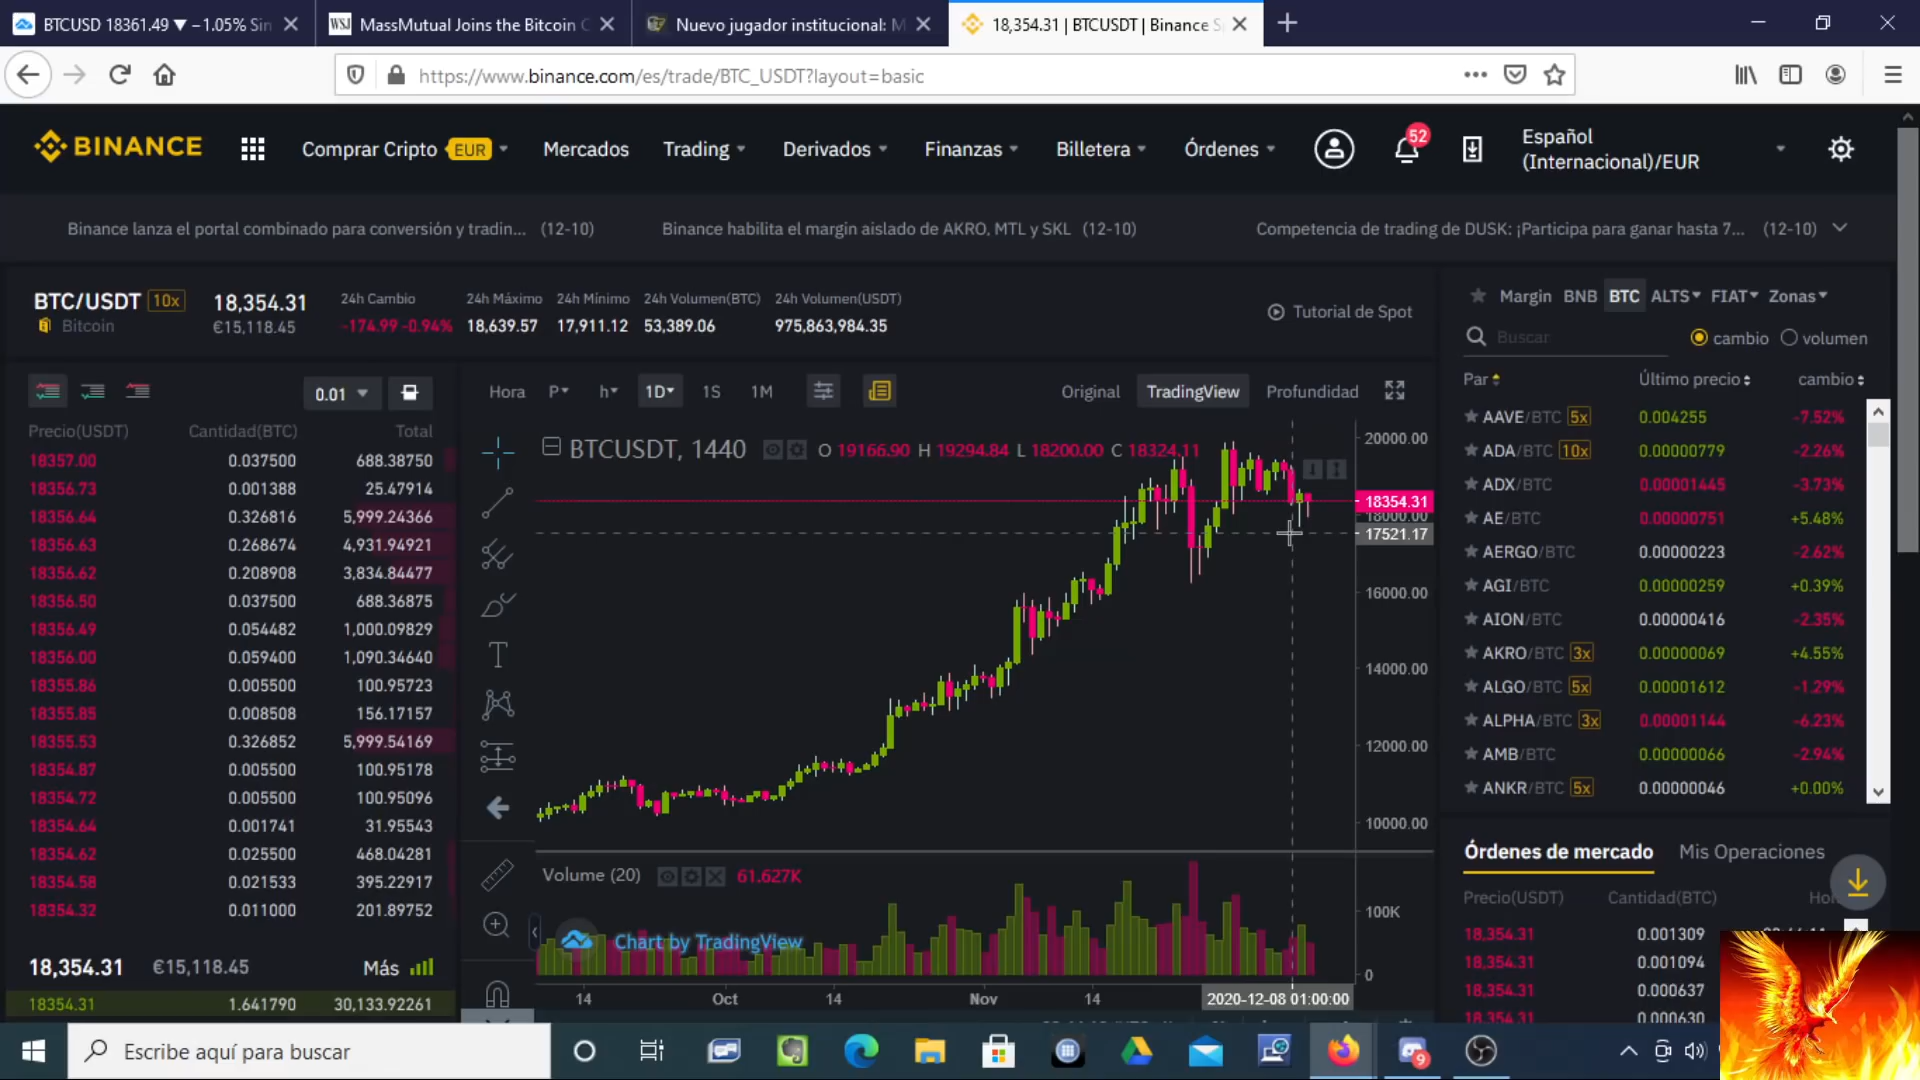 BTCUSD 18361.49 ▼ −1.05% Sin
WSJ MassMutual Joins the Bitcoin C
Nuevo jugador institucional: M
18,354.31 | BTCUSDT | Binance S
https://www.binance.com/es/trade/BTC_USDT?layout=basic
BINANCE
Comprar Cripto EUR
Mercados
Trading
Derivados
Finanzas
Billetera
Órdenes
52
Español
(Internacional)/EUR
Binance lanza el portal combinado para conversión y tradin... (12-10)
Binance habilita el margin aislado de AKRO, MTL y SKL (12-10)
Competencia de trading de DUSK: ¡Participa para ganar hasta 7... (12-10)
BTC/USDT 10x
Bitcoin
18,354.31
€15,118.45
24h Cambio
-174.99 -0.94%
24h Máximo
18,639.57
24h Mínimo
17,911.12
24h Volumen(BTC)
53,389.06
24h Volumen(USDT)
975,863,984.35
Tutorial de Spot
0.01
Precio(USDT) Cantidad(BTC) Total
18357.00 0.037500 688.38750
18356.73 0.001388 25.47914
18356.64 0.326816 5,999.24366
18356.63 0.268674 4,931.94921
18356.62 0.208908 3,834.84477
18356.50 0.037500 688.36875
18356.49 0.054482 1,000.09829
18356.00 0.059400 1,090.34640
18355.86 0.005500 100.95723
18355.85 0.008508 156.17157
18355.53 0.326852 5,999.54169
18354.87 0.005500 100.95178
18354.72 0.005500 100.95096
18354.64 0.001741 31.95543
18354.62 0.025500 468.04281
18354.58 0.021533 395.22917
18354.32 0.011000 201.89752
18,354.31 €15,118.45 Más
18354.31 1.641790 30,133.92261
Hora P h 1D 1S 1M
Original TradingView Profundidad
BTCUSDT, 1440 O 19166.90 H 19294.84 L 18200.00 C 18324.11
20000.00
18354.31
18000.00
17521.17
16000.00
14000.00
12000.00
10000.00
Volume (20) 61.627K
100K
0
Chart by TradingView
14 Oct 14 Nov 14 2020-12-08 01:00:00
Margin BNB BTC ALTS FIAT Zonas
Buscar
cambio volumen
Par Último precio cambio
AAVE/BTC 5x 0.004255 -7.52%
ADA/BTC 10x 0.00000779 -2.26%
ADX/BTC 0.00001445 -3.73%
AE/BTC 0.00000751 +5.48%
AERGO/BTC 0.00000223 -2.62%
AGI/BTC 0.00000259 +0.39%
AION/BTC 0.00000416 -2.35%
AKRO/BTC 3x 0.00000069 +4.55%
ALGO/BTC 5x 0.00001612 -1.29%
ALPHA/BTC 3x 0.00001144 -6.23%
AMB/BTC 0.00000066 -2.94%
ANKR/BTC 5x 0.00000046 +0.00%
Órdenes de mercado Mis Operaciones
Precio(USDT) Cantidad(BTC)
18,354.31 0.001309
18,354.31 0.001094
18,354.31 0.000637
18,354.31 0.000630
Escribe aquí para buscar
9